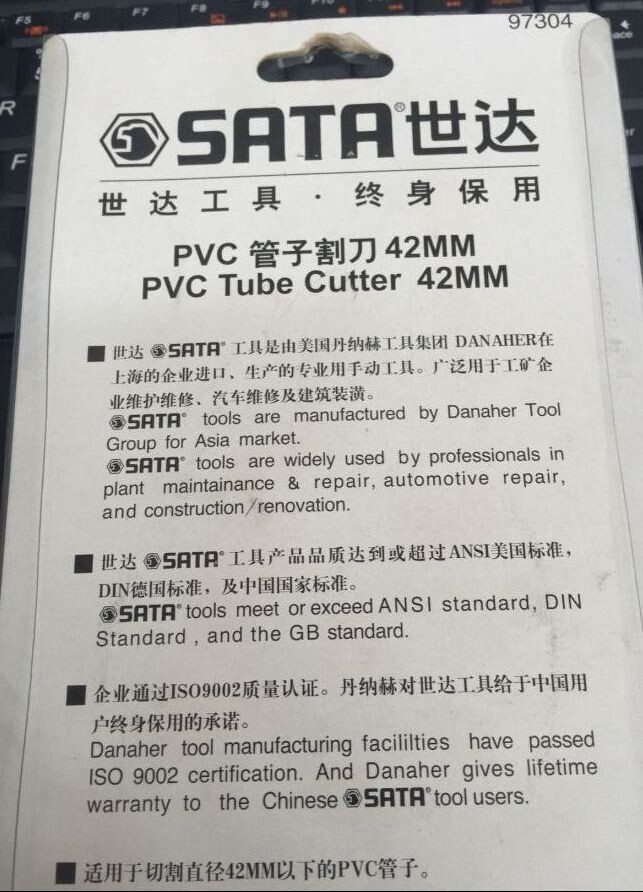 F5 F6 F7 F8 F9
97304
SATA®世达
世达工具·终身保用
PVC 管子割刀 42MM
PVC Tube Cutter 42MM
■ 世达 SATA® 工具是由美国丹纳赫工具集团 DANAHER在
上海的企业进口、生产的专业用手动工具。广泛用于工矿企
业维护维修、汽车维修及建筑装潢。
SATA® tools are manufactured by Danaher Tool
Group for Asia market.
SATA® tools are widely used by professionals in
plant maintainance & repair, automotive repair,
and construction/renovation.
■ 世达 SATA® 工具产品品质达到或超过ANSI美国标准,
DIN德国标准,及中国国家标准。
SATA® tools meet or exceed ANSI standard, DIN
Standard , and the GB standard.
■ 企业通过ISO9002质量认证。丹纳赫对世达工具给于中国用
户终身保用的承诺。
Danaher tool manufacturing facililties have passed
ISO 9002 certification. And Danaher gives lifetime
warranty to the Chinese SATA® tool users.
■ 适用于切割直径42MM以下的PVC管子。